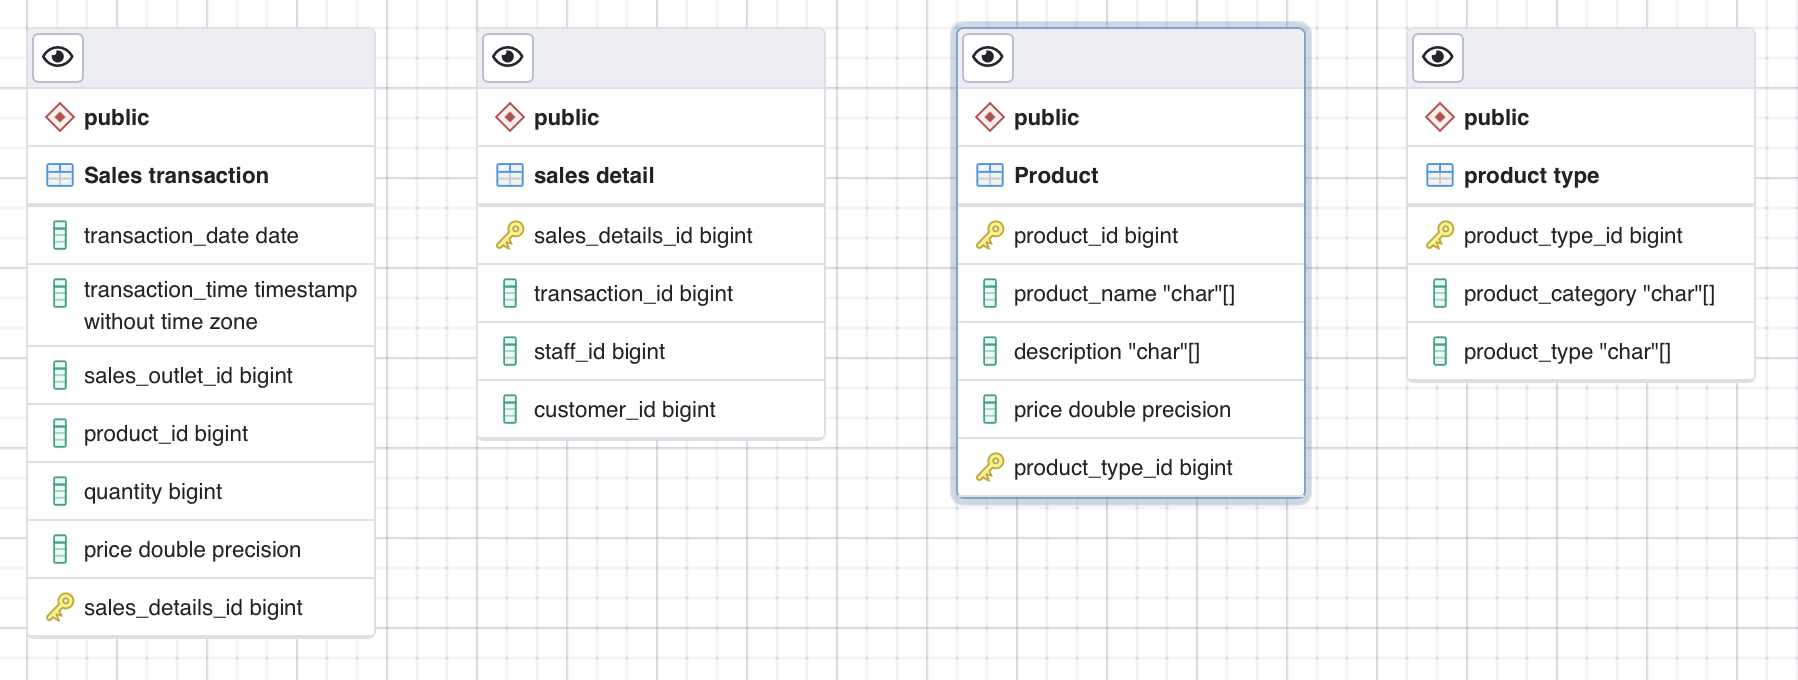 public
Sales transaction
transaction_date date
transaction_time timestamp
without time zone
sales_outlet_id bigint
product_id bigint
quantity bigint
price double precision
sales_details_id bigint
public
sales detail
sales_details_id bigint
transaction_id bigint
staff_id bigint
customer_id bigint
public
Product
product_id bigint
product_name "char"[]
description "char"[]
price double precision
product_type_id bigint
public
product type
product_type_id bigint
product_category "char"[]
product_type "char"[]